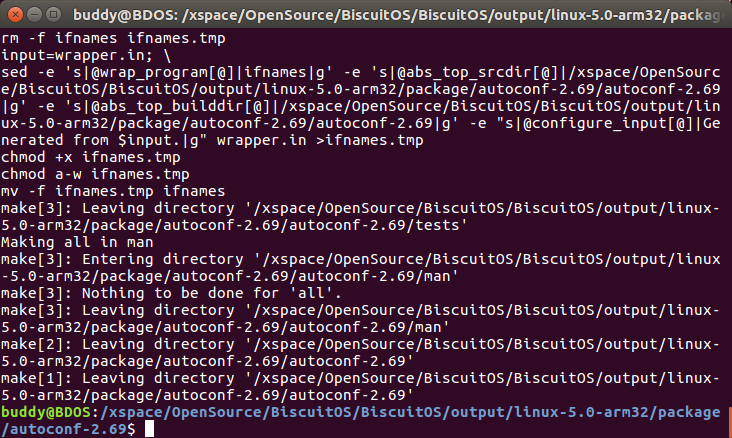 buddy@BDOS: /xspace/OpenSource/BiscuitOS/BiscuitOS/output/linux-5.0-arm32/package
rm -f ifnames ifnames.tmp
input=wrapper.in; \
sed -e 's|@wrap_program[@]|ifnames|g' -e 's|@abs_top_srcdir[@]|/xspace/OpenSourc
e/BiscuitOS/BiscuitOS/output/linux-5.0-arm32/package/autoconf-2.69/autoconf-2.69
|g' -e 's|@abs_top_builddir[@]|/xspace/OpenSource/BiscuitOS/BiscuitOS/output/lin
ux-5.0-arm32/package/autoconf-2.69/autoconf-2.69|g' -e "s|@configure_input[@]|Ge
nerated from $input.|g" wrapper.in >ifnames.tmp
chmod +x ifnames.tmp
chmod a-w ifnames.tmp
mv -f ifnames.tmp ifnames
make[3]: Leaving directory '/xspace/OpenSource/BiscuitOS/BiscuitOS/output/linux-
5.0-arm32/package/autoconf-2.69/autoconf-2.69/tests'
Making all in man
make[3]: Entering directory '/xspace/OpenSource/BiscuitOS/BiscuitOS/output/linux
-5.0-arm32/package/autoconf-2.69/autoconf-2.69/man'
make[3]: Nothing to be done for 'all'.
make[3]: Leaving directory '/xspace/OpenSource/BiscuitOS/BiscuitOS/output/linux-
5.0-arm32/package/autoconf-2.69/autoconf-2.69/man'
make[2]: Leaving directory '/xspace/OpenSource/BiscuitOS/BiscuitOS/output/linux-
5.0-arm32/package/autoconf-2.69/autoconf-2.69'
make[1]: Leaving directory '/xspace/OpenSource/BiscuitOS/BiscuitOS/output/linux-
5.0-arm32/package/autoconf-2.69/autoconf-2.69'
buddy@BDOS:/xspace/OpenSource/BiscuitOS/BiscuitOS/output/linux-5.0-arm32/package
/autoconf-2.69$